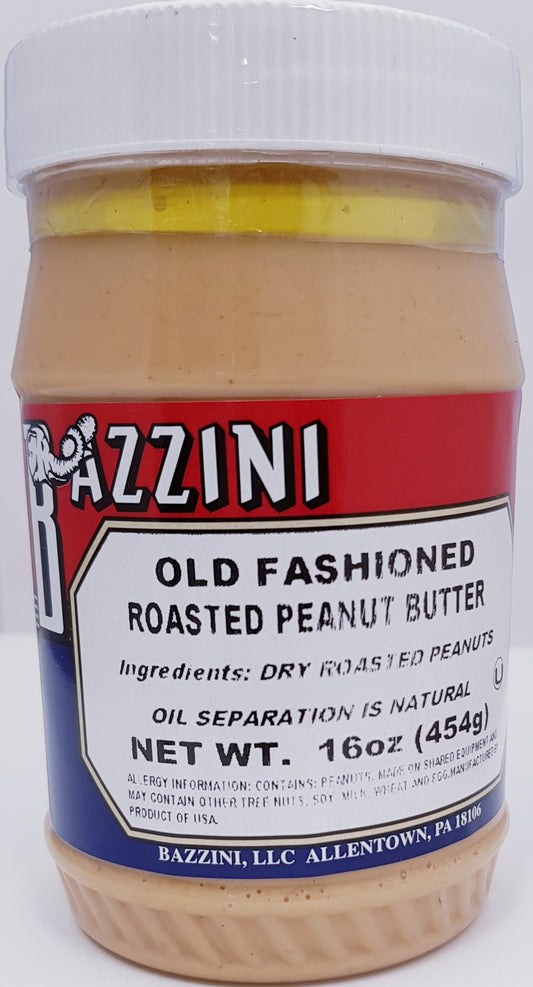 BAZZINI
OLD FASHIONED
ROASTED PEANUT BUTTER
Ingredients: DRY ROASTED PEANUTS
U
OIL SEPARATION IS NATURAL
NET WT. 16oz (454g)
ALLERGY INFORMATION: CONTAINS: PEANUTS. MADE ON SHARED EQUIPMENT AND
MAY CONTAIN OTHER TREE NUTS, SOY, MILK, WHEAT AND EGG.MANUFACTURED BY
PRODUCT OF USA.
BAZZINI, LLC ALLENTOWN, PA 18106